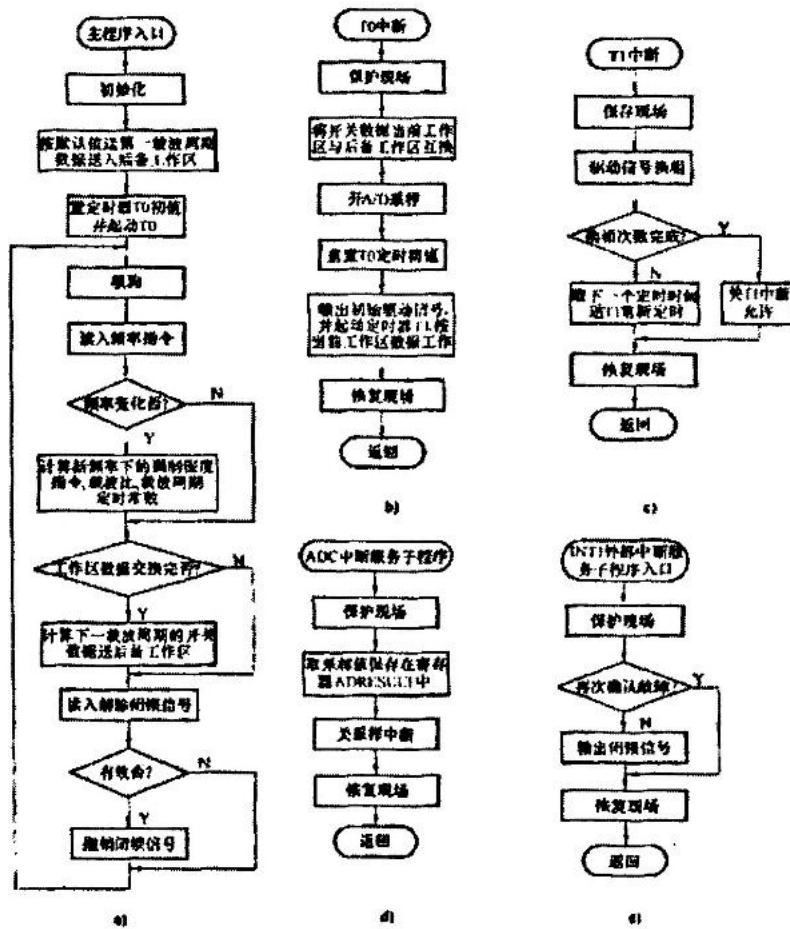 主程序入口
初始化
按默认值送第一载波周期
数据送入后备工作区
置定时器T0初值
并起动T0
读入频率指令
频率变化否?
N
Y
计算新频率下的调制深度
指令、载波比、载波周期
定时常数
工作区数据交换完否?
N
Y
计算下一载波周期的开关
数据送后备工作区
读入解除闭锁信号
有效否?
N
Y
撤销闭锁信号
a)
T0中断
保护现场
将开关数据当前工作
区与后备工作区互换
开A/D采样
重置T0定时初值
输出初始驱动信号,
并起动定时器T1,按
当前工作区数据工作
恢复现场
返回
b)
T1中断
保存现场
驱动信号换相
换相次数完成?
Y
N
取下一个定时时间
送T1重新定时
关T1中断
允许
恢复现场
返回
c)
ADC中断服务子程序
保护现场
取采样值保存在寄存
器ADRESULT中
关采样中断
恢复现场
返回
d)
INT1外部中断服
务子程序入口
保护现场
再次确认故障?
Y
N
输出闭锁信号
恢复现场
返回
e)